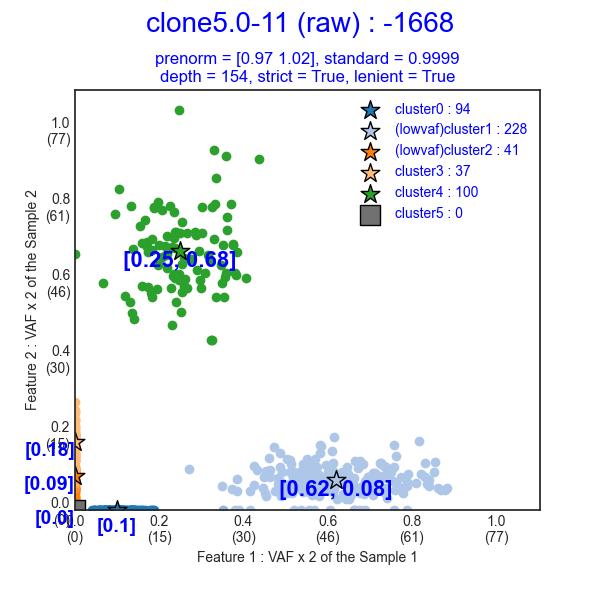 clone5.0-11 (raw) : -1668
prenorm = [0.97 1.02], standard = 0.9999
depth = 154, strict = True, lenient = True
cluster0 : 94
(lowvaf)cluster1 : 228
(lowvaf)cluster2 : 41
cluster3 : 37
cluster4 : 100
cluster5 : 0
Feature 2 : VAF x 2 of the Sample 2
1.0
(77)
0.8
(61)
0.6
(46)
0.4
(30)
0.2
(15)
0.0
(0)
[0.25, 0.68]
[0.18]
[0.09]
[0.0]
[0.1]
[0.62, 0.08]
0.2
(15)
0.4
(30)
0.6
(46)
0.8
(61)
1.0
(77)
Feature 1 : VAF x 2 of the Sample 1